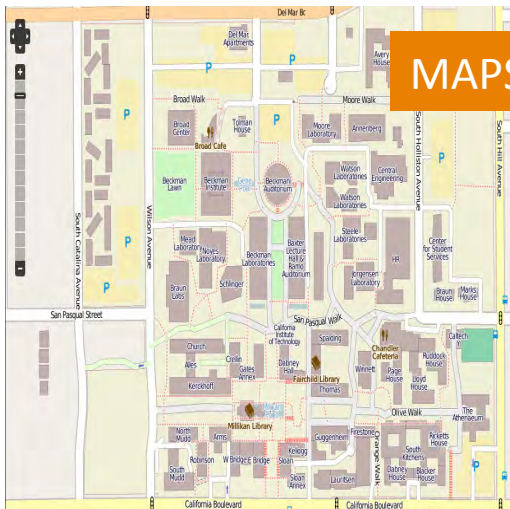 Del Mar Bc
Del Mar
Apartments
P
P
Avery
House
MAPS
Broad Walk
Moore Walk
P
P
Broad
Center
Tolman
House
Broad Cafe
Moore
Laboratory
Annenberg
P
South Holliston Avenue
South Hill Avenue
Beckman
Lawn
Beckman
Institute
Beckman
Auditorium
Watson
Laboratories
Central
Engineering
Watson
Laboratories
South Catalina Avenue
Wilson Avenue
P
Mead
Laboratory
Noyes
Laboratory
Beckman
Laboratories
Baxter
Lecture
Hall &
Ramo
Auditorium
Steele
Laboratories
HR
Center
for Student
Services
P
Braun
Labs
Schlinger
Jorgensen
Laboratory
Braun
House
Marks
House
San Pasqual Street
San Pasqual Walk
California
Institute
of Technology
Church
Ales
Crellin
Gates
Annex
Kerckhoff
Dabney
Hall
Spalding
Fairchild Library
Thomas
Winnett
Chandler
Cafeteria
Page
House
Lloyd
House
Ruddock
House
Caltech
Millikan Library
Olive Walk
The
Athenaeum
North
Mudd
Arms
South
Mudd
Robinson
W Bridge
E Bridge
Kellogg
Sloan
Sloan
Annex
Guggenheim
Lauritsen
Firestone
Orange Walk
South
Kitchens
Dabney
House
Blacker
House
Ricketts
House
P
California Boulevard
California Boulevard